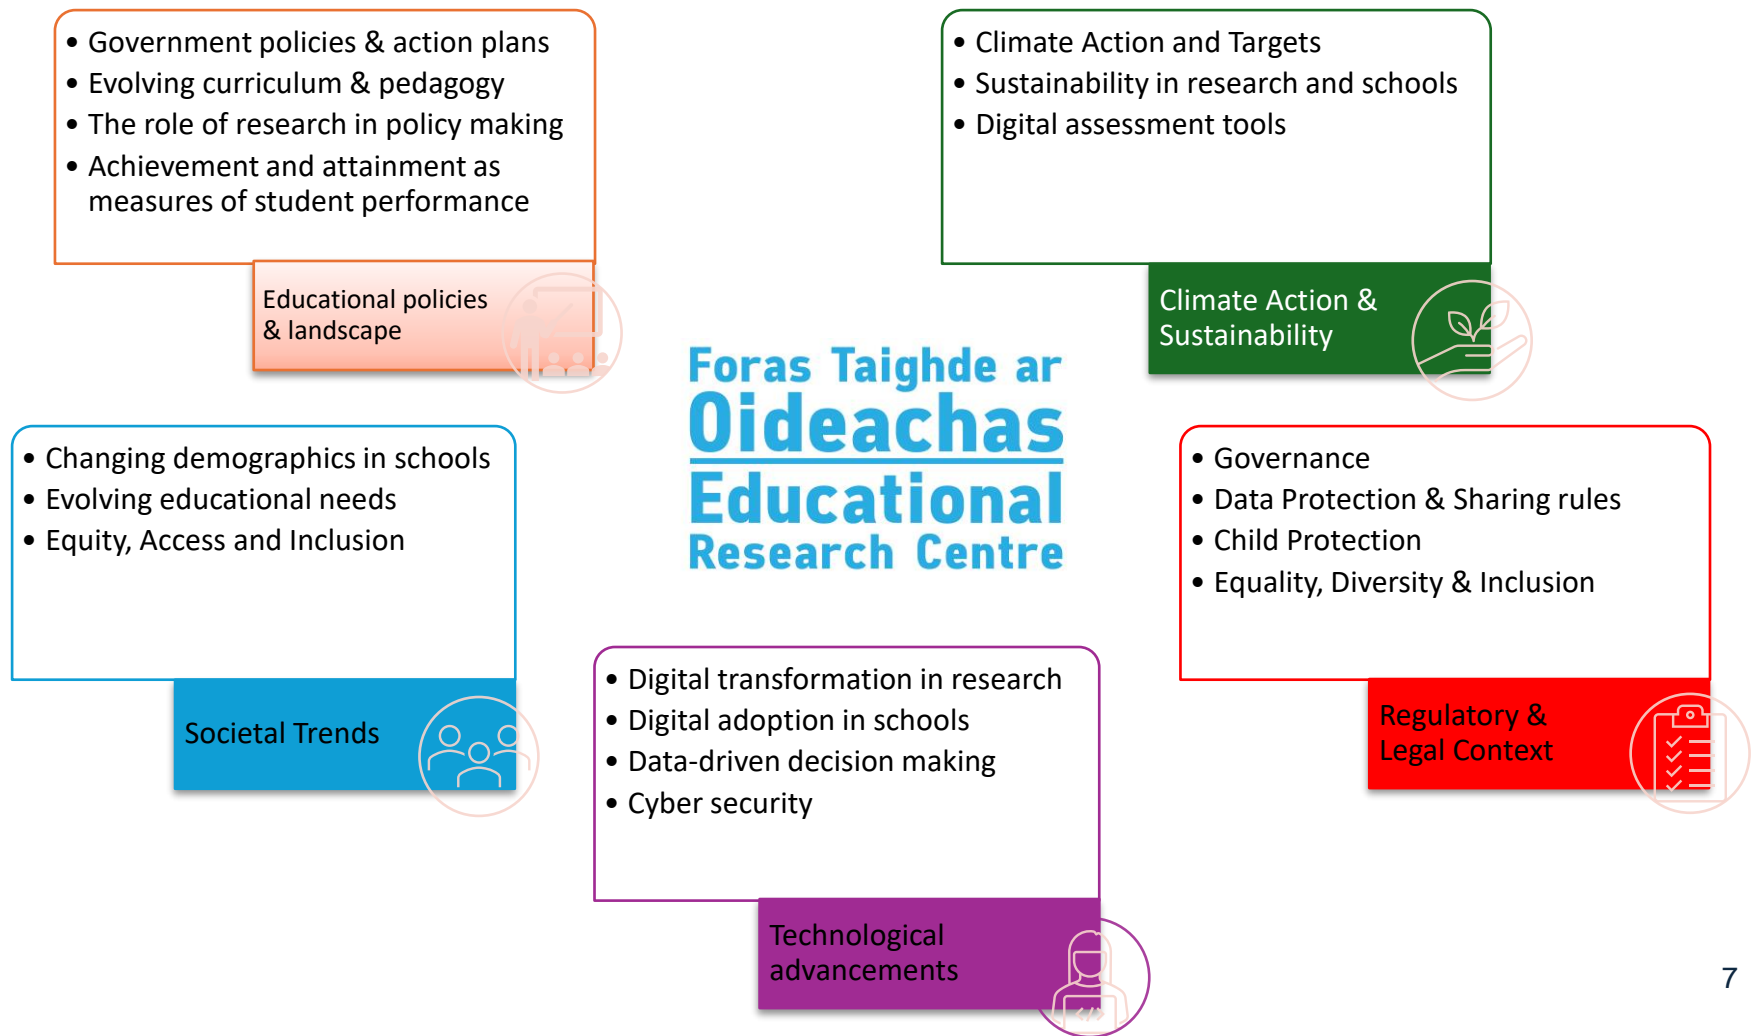 • Government policies & action plans
• Evolving curriculum & pedagogy
• The role of research in policy making
• Achievement and attainment as
measures of student performance
Educational policies
& landscape
• Climate Action and Targets
• Sustainability in research and schools
• Digital assessment tools
Climate Action &
Sustainability
Foras Taighde ar
Oideachas
Educational
Research Centre
• Changing demographics in schools
• Evolving educational needs
• Equity, Access and Inclusion
Societal Trends
• Governance
• Data Protection & Sharing rules
• Child Protection
• Equality, Diversity & Inclusion
Regulatory &
Legal Context
• Digital transformation in research
• Digital adoption in schools
• Data-driven decision making
• Cyber security
Technological
advancements
</>
7